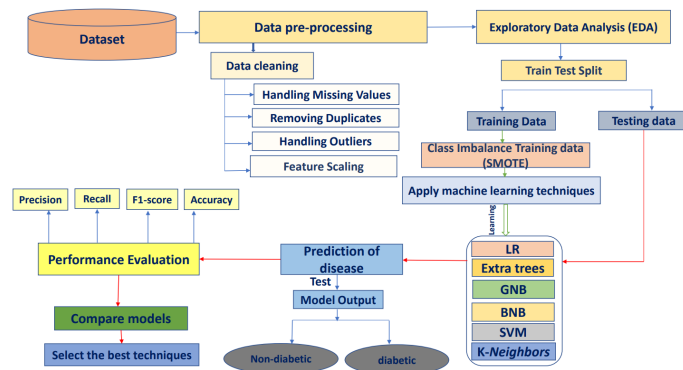 Dataset
Data pre-processing
Exploratory Data Analysis (EDA)
Data cleaning
Train Test Split
Handling Missing Values
Removing Duplicates
Handling Outliers
Feature Scaling
Training Data
Testing data
Class Imbalance Training data
(SMOTE)
Apply machine learning techniques
Learning
LR
Extra trees
GNB
BNB
SVM
K-Neighbors
Precision
Recall
F1-score
Accuracy
Performance Evaluation
Prediction of
disease
Test
Model Output
Non-diabetic
diabetic
Compare models
Select the best techniques